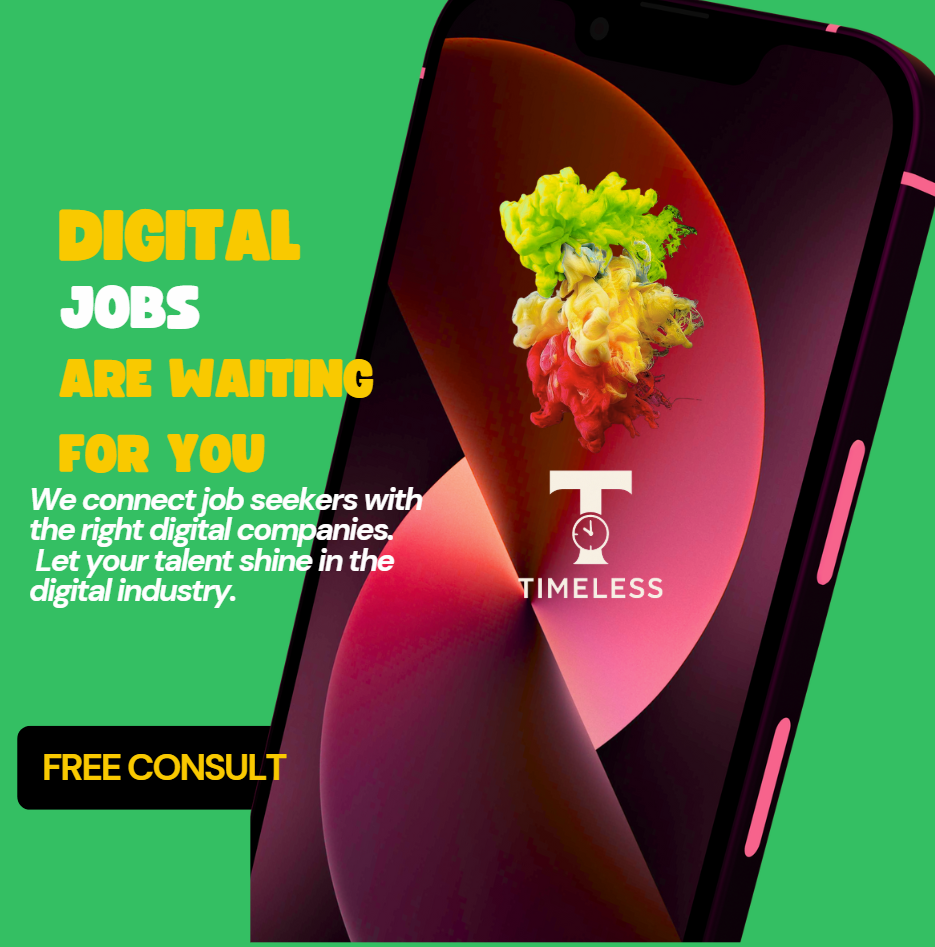 DIGITAL
JOBS
ARE WAITING
FOR YOU
We connect job seekers with
the right digital companies.
Let your talent shine in the
digital industry.
T
TIMELESS
FREE CONSULT